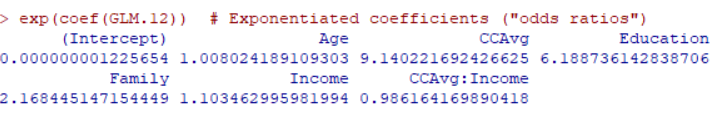 > exp(coef(GLM.12))  # Exponentiated coefficients ("odds ratios")
(Intercept) Age CCAvg Education
0.000000001225654 1.008024189109303 9.140221692426625 6.188736142838706
Family Income CCAvg:Income
2.168445147154449 1.103462995981994 0.986164169890418